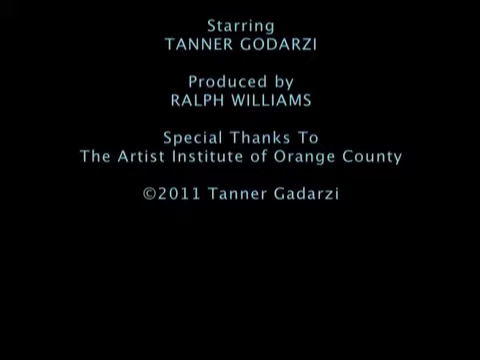 Starring
TANNER GODARZI
Produced by
RALPH WILLIAMS
Special Thanks To
The Artist Institute of Orange County
©2011 Tanner Gadarzi